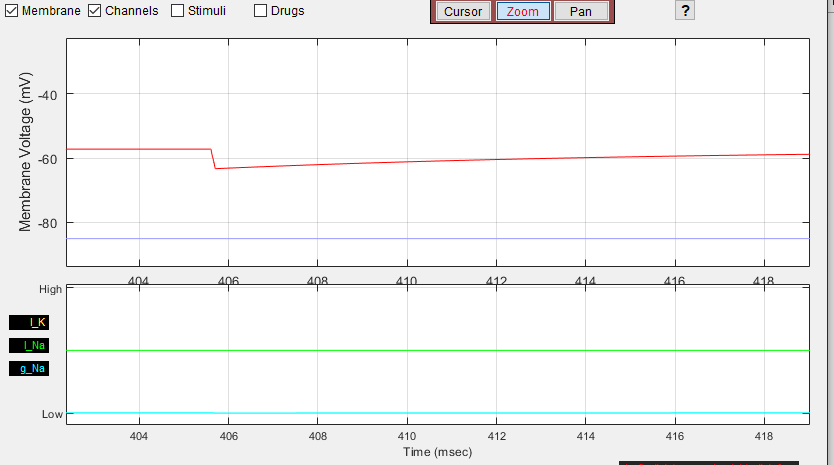 Membrane Channels Stimuli Drugs Cursor Zoom Pan ?
Membrane Voltage (mV)
-40
-60
-80
404 406 408 410 412 414 416 418
High
I_K
I_Na
g_Na
Low
404 406 408 410 412 414 416 418
Time (msec)